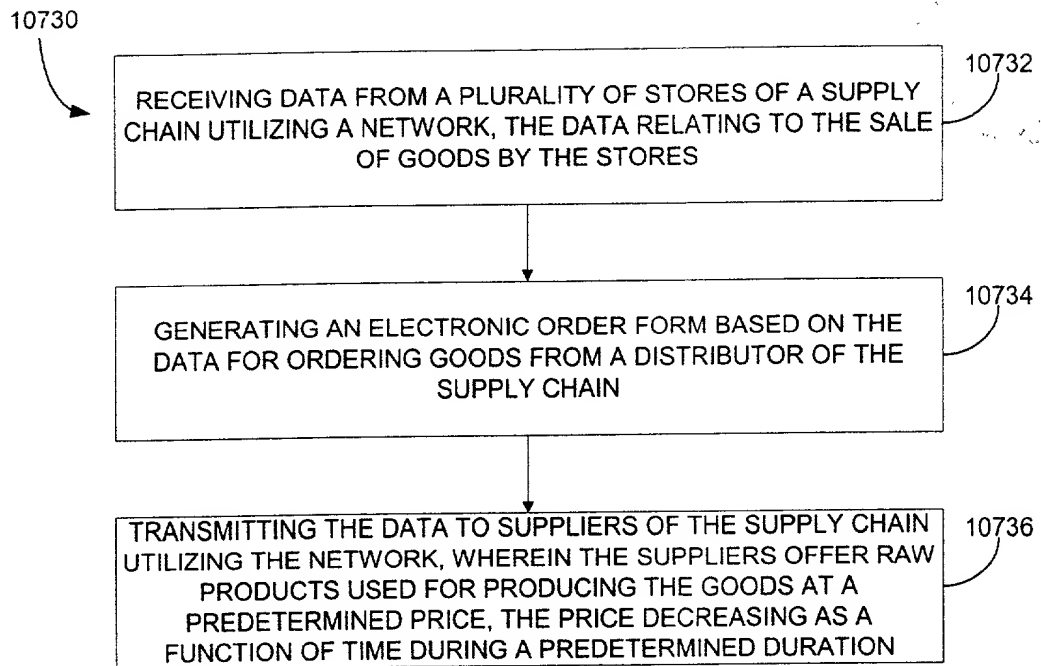 10730
10732
RECEIVING DATA FROM A PLURALITY OF STORES OF A SUPPLY
CHAIN UTILIZING A NETWORK, THE DATA RELATING TO THE SALE
OF GOODS BY THE STORES
10734
GENERATING AN ELECTRONIC ORDER FORM BASED ON THE
DATA FOR ORDERING GOODS FROM A DISTRIBUTOR OF THE
SUPPLY CHAIN
10736
TRANSMITTING THE DATA TO SUPPLIERS OF THE SUPPLY CHAIN
UTILIZING THE NETWORK, WHEREIN THE SUPPLIERS OFFER RAW
PRODUCTS USED FOR PRODUCING THE GOODS AT A
PREDETERMINED PRICE, THE PRICE DECREASING AS A
FUNCTION OF TIME DURING A PREDETERMINED DURATION